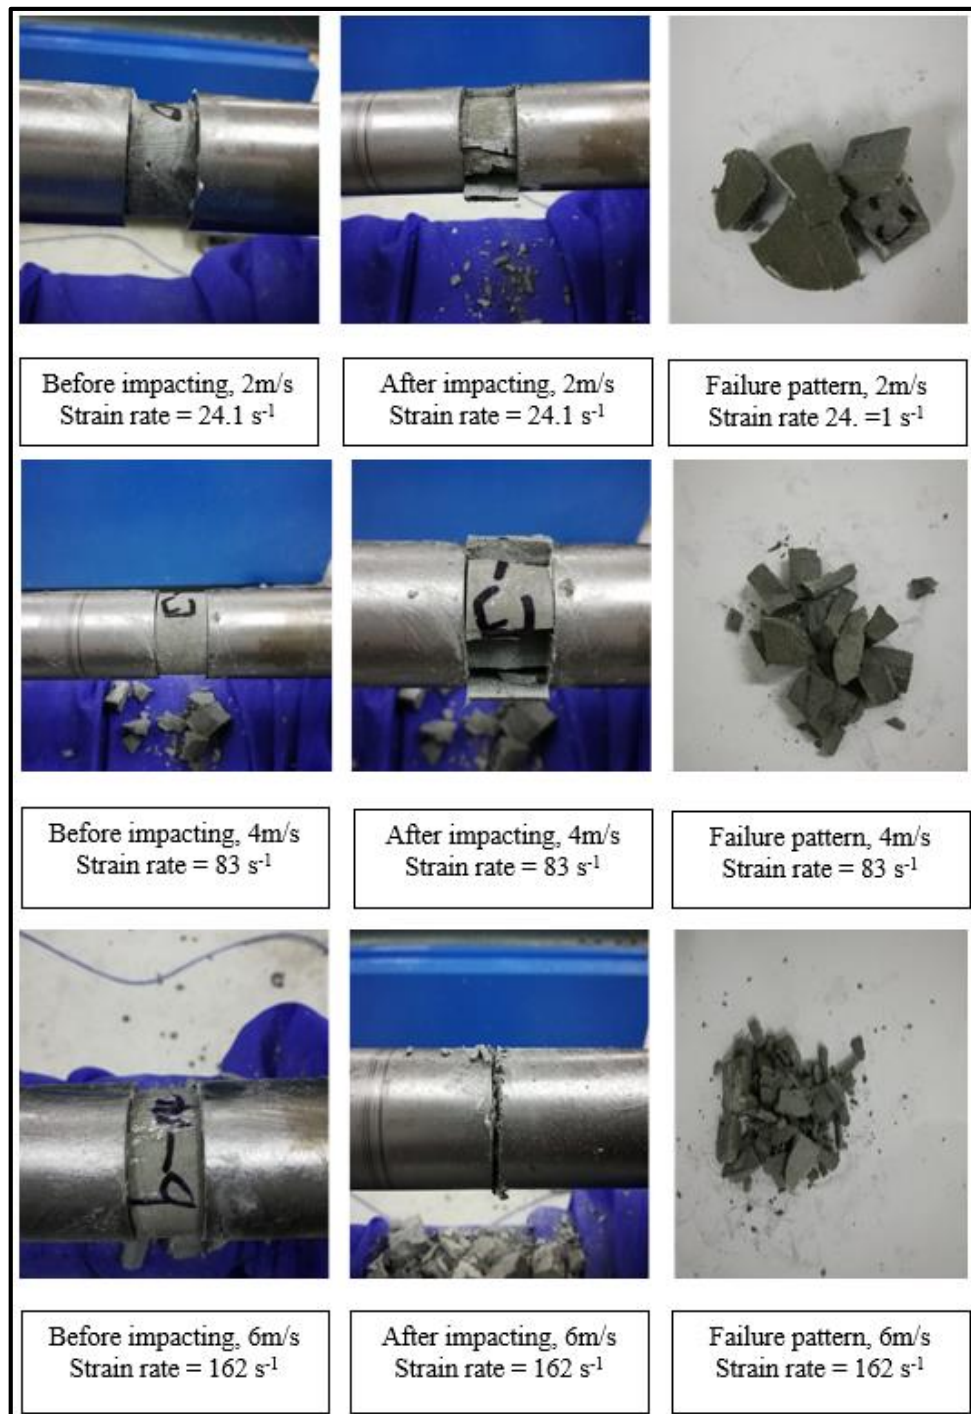 Before impacting, 2m/s
Strain rate = 24.1 s⁻¹
After impacting, 2m/s
Strain rate = 24.1 s⁻¹
Failure pattern, 2m/s
Strain rate 24. =1 s⁻¹
Before impacting, 4m/s
Strain rate = 83 s⁻¹
After impacting, 4m/s
Strain rate = 83 s⁻¹
Failure pattern, 4m/s
Strain rate = 83 s⁻¹
Before impacting, 6m/s
Strain rate = 162 s⁻¹
After impacting, 6m/s
Strain rate = 162 s⁻¹
Failure pattern, 6m/s
Strain rate = 162 s⁻¹